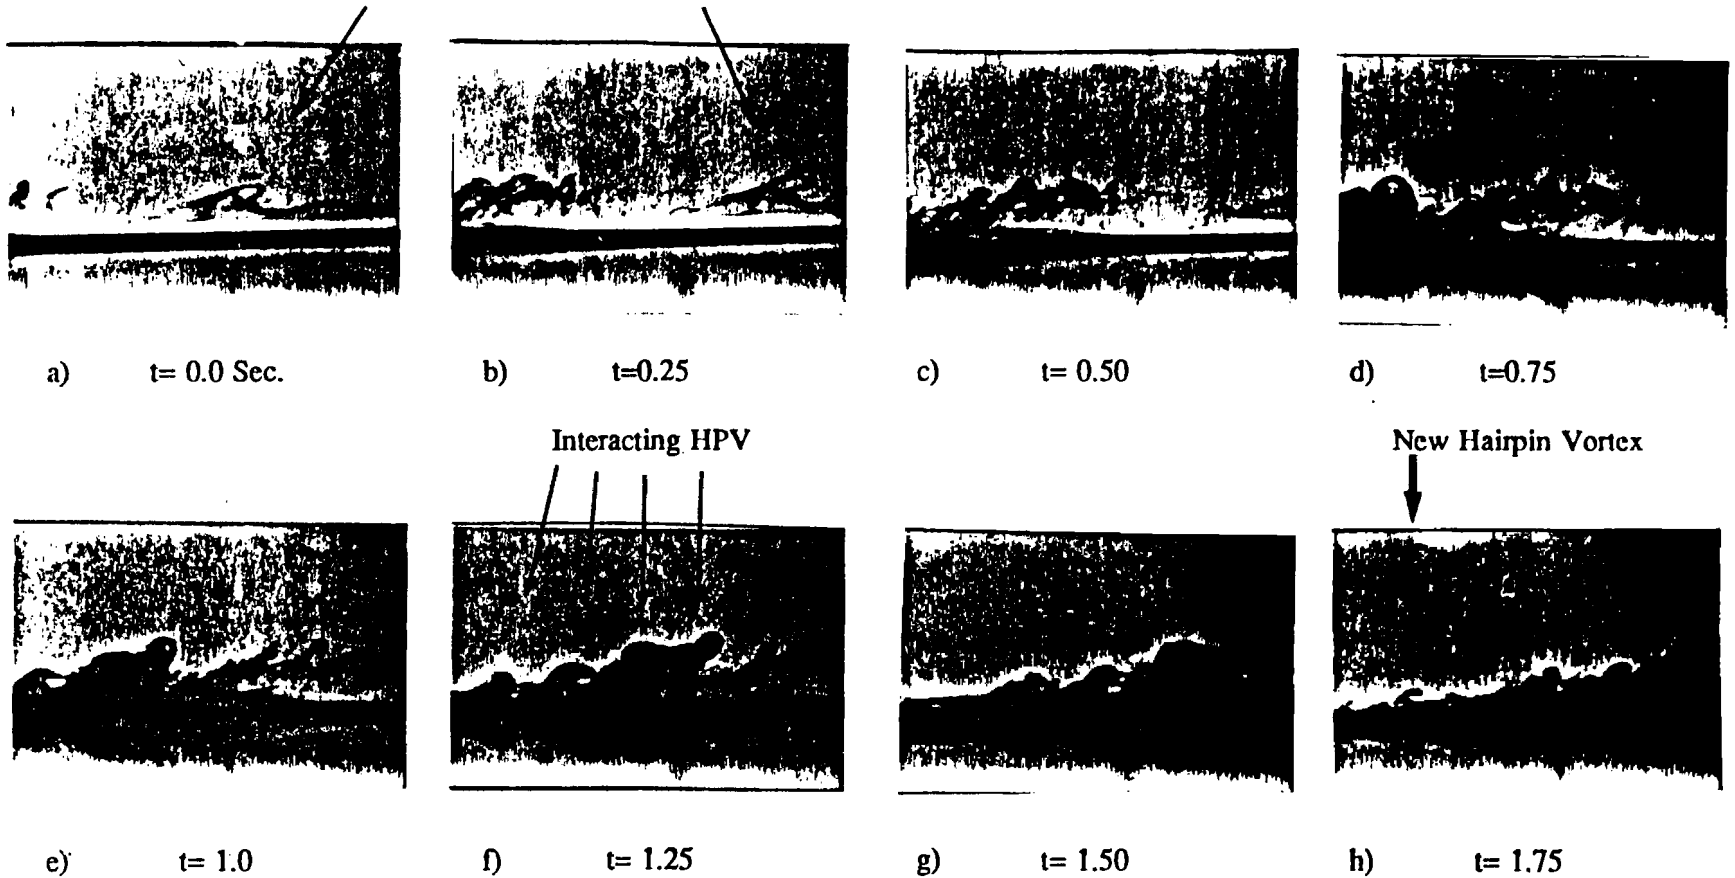 a) t= 0.0 Sec.
b) t=0.25
c) t= 0.50
d) t=0.75
Interacting HPV
New Hairpin Vortex
e) t= 1.0
f) t= 1.25
g) t= 1.50
h) t= 1.75